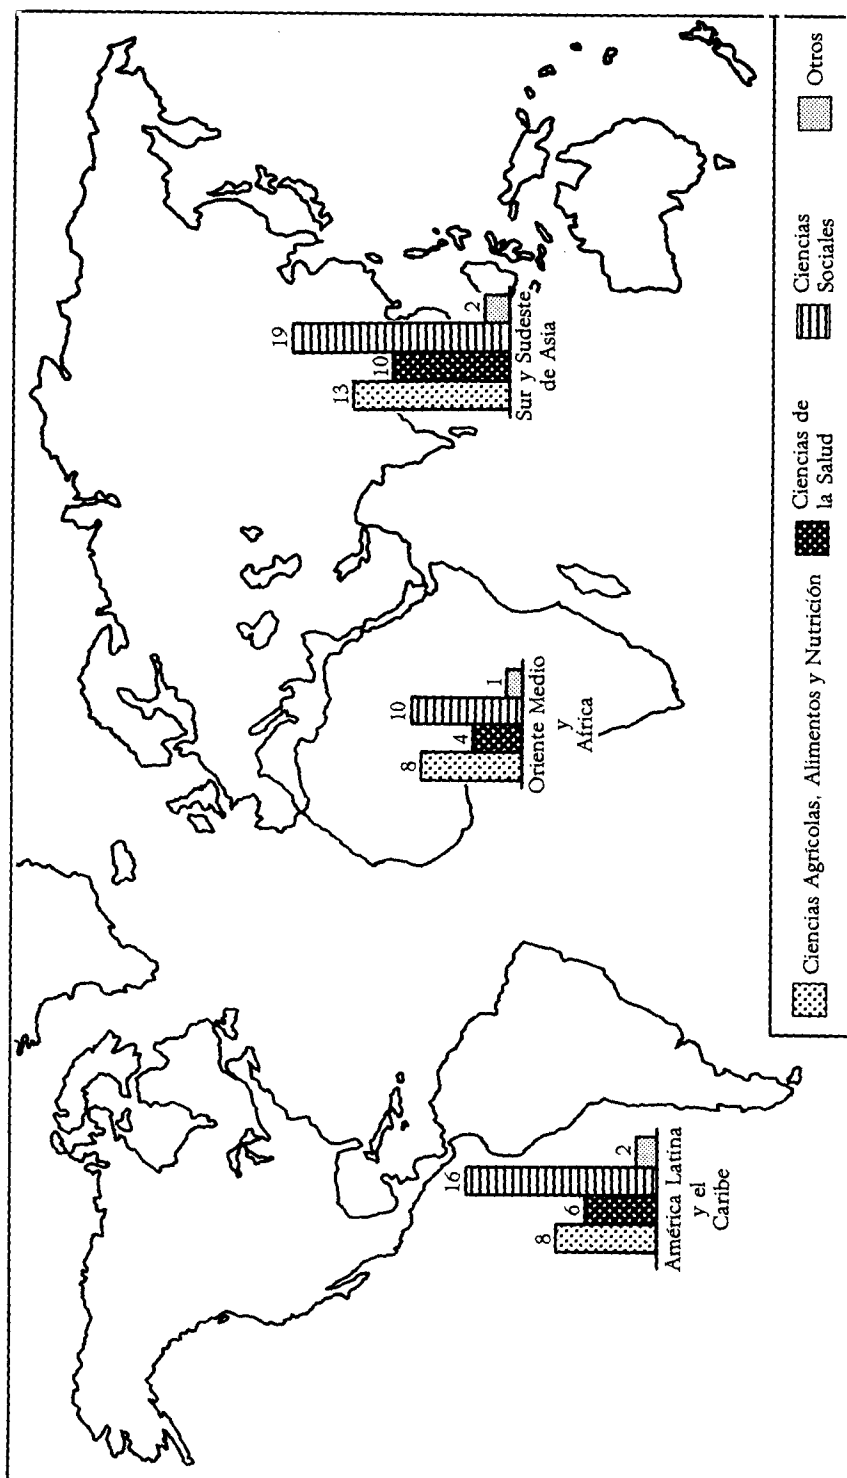 8
6
16
2
América Latina
y el
Caribe
8
4
10
1
Oriente Medio
y
África
13
10
19
2
Sur y Sudeste
de Asia
Ciencias Agrícolas, Alimentos y Nutrición
Ciencias de
la Salud
Ciencias
Sociales
Otros